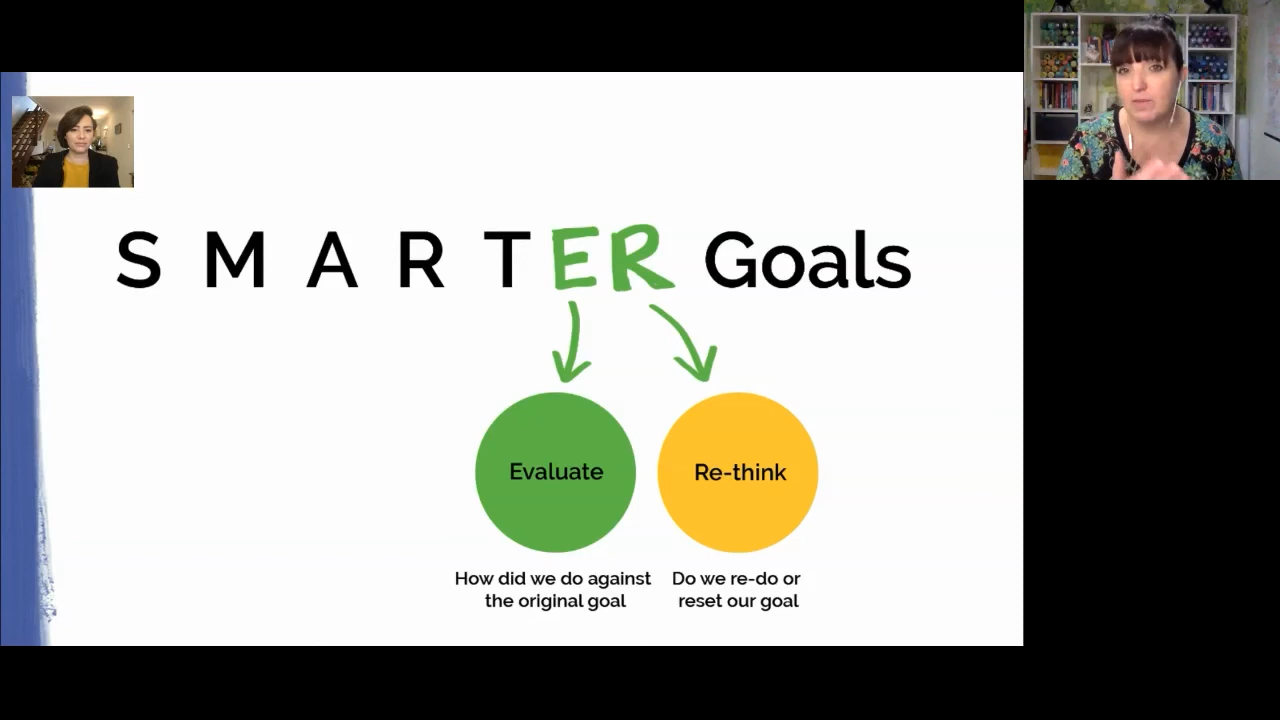 S M A R T E R Goals
Evaluate
Re-think
How did we do against
the original goal
Do we re-do or
reset our goal